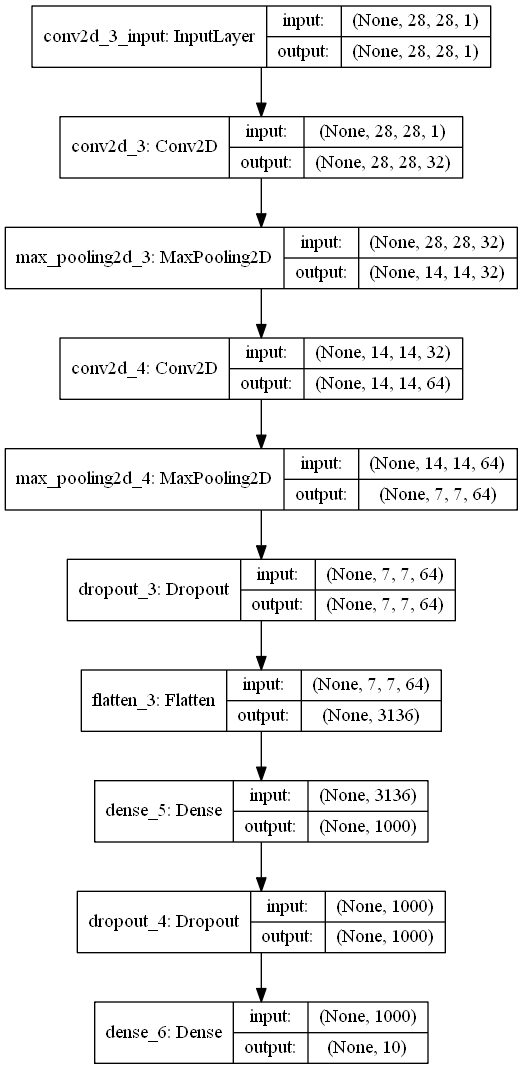 conv2d_3_input: InputLayer
input: (None, 28, 28, 1)
output: (None, 28, 28, 1)
conv2d_3: Conv2D
input: (None, 28, 28, 1)
output: (None, 28, 28, 32)
max_pooling2d_3: MaxPooling2D
input: (None, 28, 28, 32)
output: (None, 14, 14, 32)
conv2d_4: Conv2D
input: (None, 14, 14, 32)
output: (None, 14, 14, 64)
max_pooling2d_4: MaxPooling2D
input: (None, 14, 14, 64)
output: (None, 7, 7, 64)
dropout_3: Dropout
input: (None, 7, 7, 64)
output: (None, 7, 7, 64)
flatten_3: Flatten
input: (None, 7, 7, 64)
output: (None, 3136)
dense_5: Dense
input: (None, 3136)
output: (None, 1000)
dropout_4: Dropout
input: (None, 1000)
output: (None, 1000)
dense_6: Dense
input: (None, 1000)
output: (None, 10)